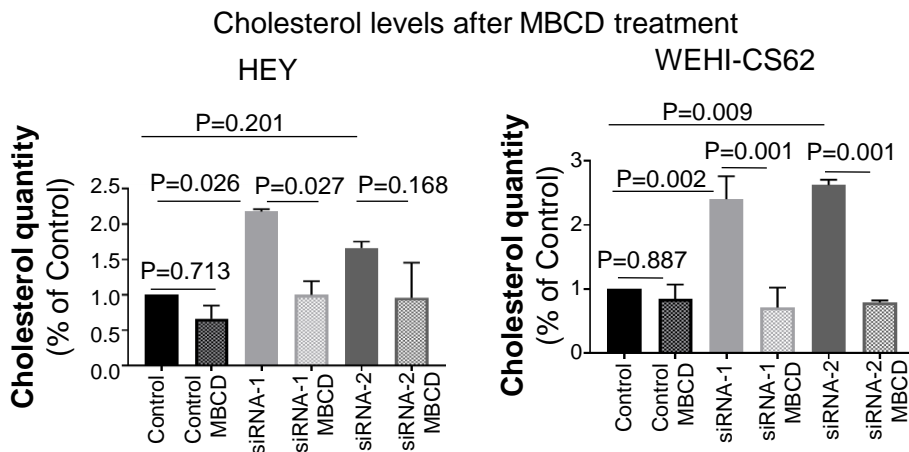 Cholesterol levels after MBCD treatment
HEY
Cholesterol quantity
(% of Control)
P=0.201
P=0.026
P=0.027
P=0.168
P=0.713
2.5
2.0
1.5
1.0
0.5
0.0
Control
Control
MBCD
siRNA-1
siRNA-1
MBCD
siRNA-2
siRNA-2
MBCD
WEHI-CS62
Cholesterol quantity
(% of Control)
P=0.009
P=0.001
P=0.001
P=0.002
P=0.887
3
2
1
0
Control
Control
MBCD
siRNA-1
siRNA-1
MBCD
siRNA-2
siRNA-2
MBCD